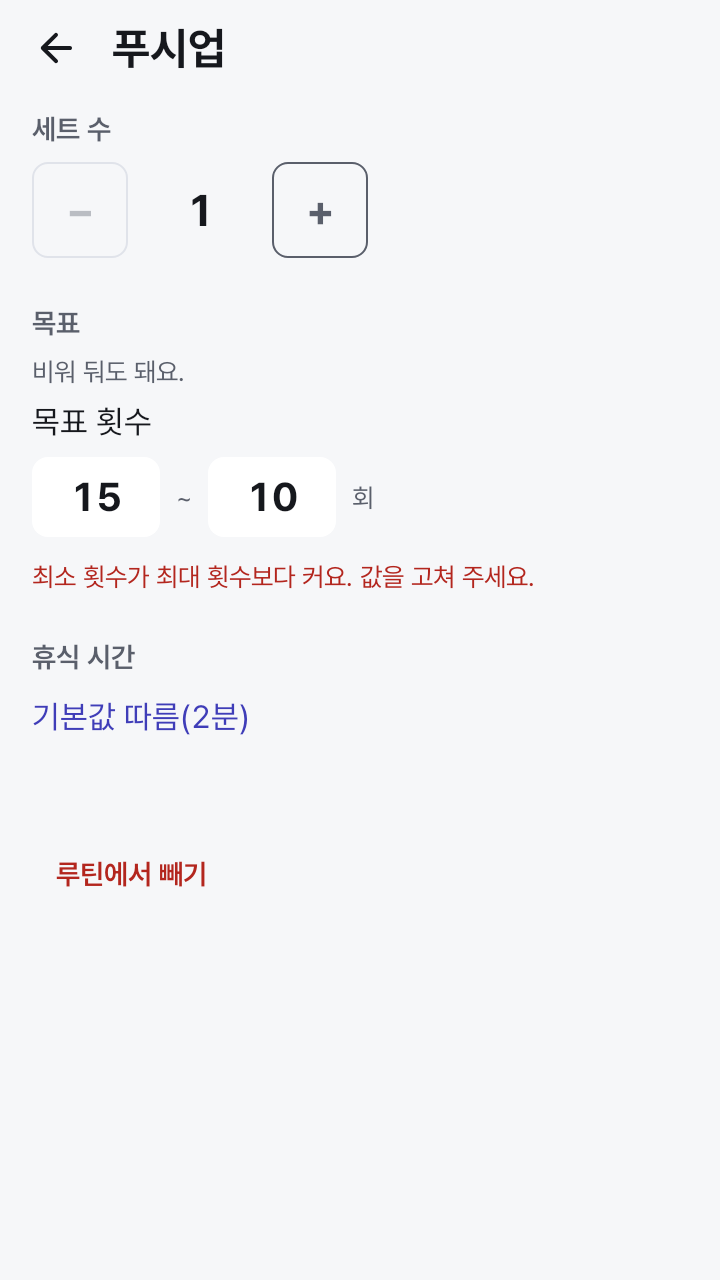 푸시업
세트 수
− 1 +
목표
비워 둬도 돼요.
목표 횟수
15 ~ 10 회
최소 횟수가 최대 횟수보다 커요. 값을 고쳐 주세요.
휴식 시간
기본값 따름(2분)
루틴에서 빼기